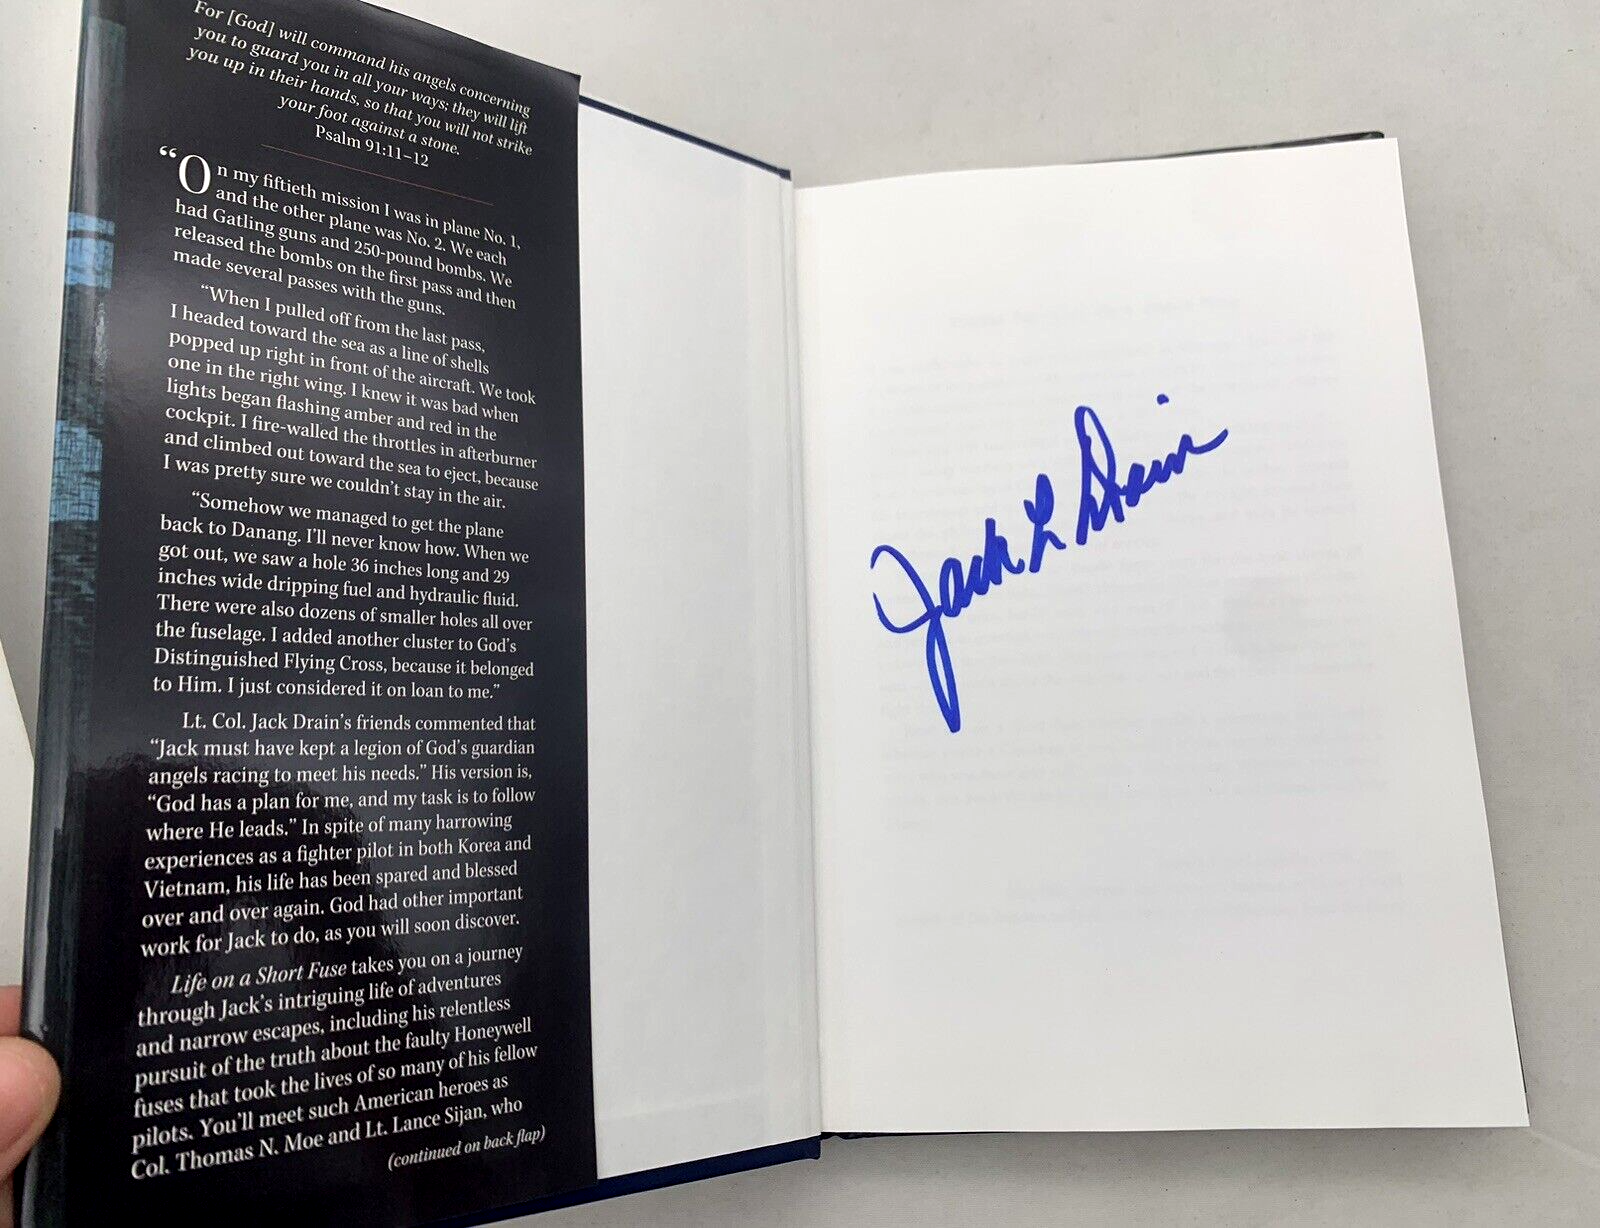 For [God] will command his angels concerning
you to guard you in all your ways; they will lift
you up in their hands, so that you will not strike
your foot against a stone.
Psalm 91:11–12
“On my fiftieth mission I was in plane No. 1,
and the other plane was No. 2. We each
had Gatling guns and 250-pound bombs. We
released the bombs on the first pass and then
made several passes with the guns.
“When I pulled off from the last pass,
I headed toward the sea as a line of shells
popped up right in front of the aircraft. We took
one in the right wing. I knew it was bad when
lights began flashing amber and red in the
cockpit. I fire-walled the throttles in afterburner
and climbed out toward the sea to eject, because
I was pretty sure we couldn’t stay in the air.
“Somehow we managed to get the plane
back to Danang. I’ll never know how. When we
got out, we saw a hole 36 inches long and 29
inches wide dripping fuel and hydraulic fluid.
There were also dozens of smaller holes all over
the fuselage. I added another cluster to God’s
Distinguished Flying Cross, because it belonged
to Him. I just considered it on loan to me.”
Lt. Col. Jack Drain’s friends commented that
“Jack must have kept a legion of God’s guardian
angels racing to meet his needs.” His version is,
“God has a plan for me, and my task is to follow
where He leads.” In spite of many harrowing
experiences as a fighter pilot in both Korea and
Vietnam, his life has been spared and blessed
over and over again. God had other important
work for Jack to do, as you will soon discover.
Life on a Short Fuse takes you on a journey
through Jack’s intriguing life of adventures
and narrow escapes, including his relentless
pursuit of the truth about the faulty Honeywell
fuses that took the lives of so many of his fellow
pilots. You’ll meet such American heroes as
Col. Thomas N. Moe and Lt. Lance Sijan, who
(continued on back flap)
Jack L Drain